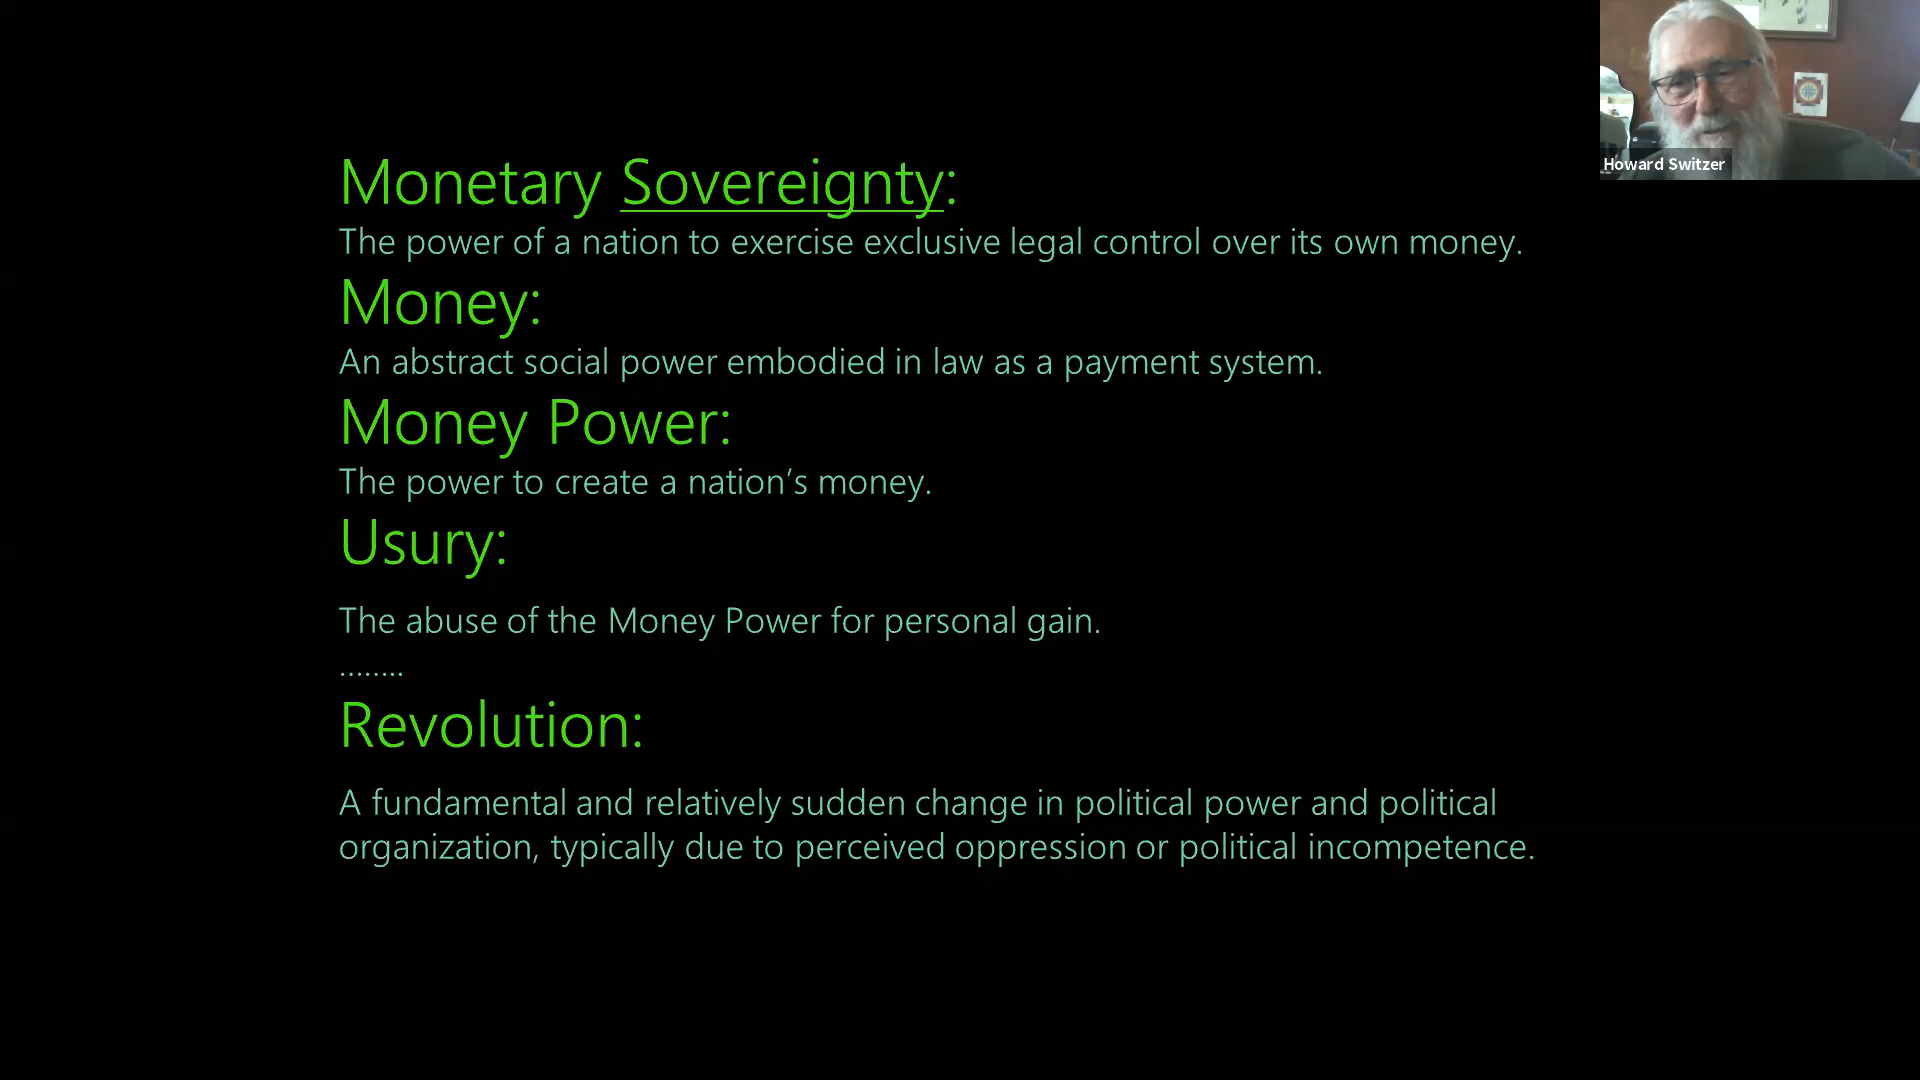 Howard Switzer
Monetary Sovereignty:
The power of a nation to exercise exclusive legal control over its own money.
Money:
An abstract social power embodied in law as a payment system.
Money Power:
The power to create a nation’s money.
Usury:
The abuse of the Money Power for personal gain.
........
Revolution:
A fundamental and relatively sudden change in political power and political
organization, typically due to perceived oppression or political incompetence.